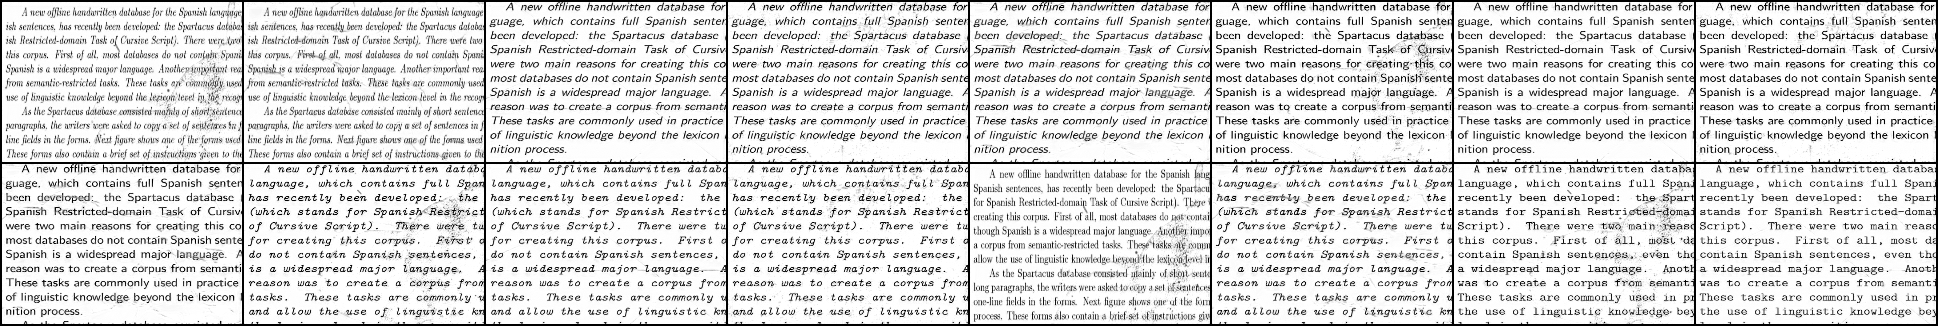 A new offline handwritten database for the Spanish language
ish sentences, has recently been developed: the Spartacus databa
ish Restricted-domain Task of Cursive Script). There were two
this corpus. First of all, most databases do not contain Spani
Spanish is a widespread major language. Another important rea
from semantic-restricted tasks. These tasks are commonly used
use of linguistic knowledge beyond the lexicon level in the recogn
As the Spartacus database consisted mainly of short sentence
paragraphs, the writers were asked to copy a set of sentences in f
line fields in the forms. Next figure shows one of the forms used
These forms also contain a brief set of instructions given to the
A new offline handwritten database for the Spanish language
ish sentences, has recently been developed: the Spartacus databa
ish Restricted-domain Task of Cursive Script). There were two
this corpus. First of all, most databases do not contain Spani
Spanish is a widespread major language. Another important rea
from semantic-restricted tasks. These tasks are commonly used
use of linguistic knowledge beyond the lexicon level in the recog
As the Spartacus database consisted mainly of short sentence
paragraphs, the writers were asked to copy a set of sentences in f
line fields in the forms. Next figure shows one of the forms used
These forms also contain a brief set of instructions given to the
A new offline handwritten database for
guage, which contains full Spanish senten
been developed: the Spartacus database
Spanish Restricted-domain Task of Cursiv
were two main reasons for creating this co
most databases do not contain Spanish sente
Spanish is a widespread major language. A
reason was to create a corpus from semanti
These tasks are commonly used in practice
of linguistic knowledge beyond the lexicon
nition process.
A new offline handwritten database for
guage, which contains full Spanish senten
been developed: the Spartacus database
Spanish Restricted-domain Task of Cursiv
were two main reasons for creating this co
most databases do not contain Spanish sente
Spanish is a widespread major language. A
reason was to create a corpus from semanti
These tasks are commonly used in practice
of linguistic knowledge beyond the lexicon
nition process.
A new offline handwritten database for
guage, which contains full Spanish senten
been developed: the Spartacus database
Spanish Restricted-domain Task of Cursiv
were two main reasons for creating this co
most databases do not contain Spanish sente
Spanish is a widespread major language. A
reason was to create a corpus from semanti
These tasks are commonly used in practice
of linguistic knowledge beyond the lexicon
nition process.
A new offline handwritten database for
guage, which contains full Spanish senten
been developed: the Spartacus database
Spanish Restricted-domain Task of Cursiv
were two main reasons for creating this co
most databases do not contain Spanish sente
Spanish is a widespread major language. A
reason was to create a corpus from semanti
These tasks are commonly used in practice
of linguistic knowledge beyond the lexicon
nition process.
A new offline handwritten database for
guage, which contains full Spanish senten
been developed: the Spartacus database
Spanish Restricted-domain Task of Cursiv
were two main reasons for creating this co
most databases do not contain Spanish sente
Spanish is a widespread major language. A
reason was to create a corpus from semanti
These tasks are commonly used in practice
of linguistic knowledge beyond the lexicon
nition process.
A new offline handwritten database for
guage, which contains full Spanish senten
been developed: the Spartacus database
Spanish Restricted-domain Task of Cursiv
were two main reasons for creating this co
most databases do not contain Spanish sente
Spanish is a widespread major language. A
reason was to create a corpus from semanti
These tasks are commonly used in practice
of linguistic knowledge beyond the lexicon
nition process.
A new offline handwritten database for
guage, which contains full Spanish senten
been developed: the Spartacus database
Spanish Restricted-domain Task of Cursiv
were two main reasons for creating this co
most databases do not contain Spanish sente
Spanish is a widespread major language. A
reason was to create a corpus from semanti
These tasks are commonly used in practice
of linguistic knowledge beyond the lexicon
nition process.
A new offline handwritten databa
language, which contains full Span
has recently been developed: the
(which stands for Spanish Restrict
of Cursive Script). There were tw
for creating this corpus. First o
do not contain Spanish sentences,
is a widespread major language. A
reason was to create a corpus from
tasks. These tasks are commonly u
and allow the use of linguistic kn
A new offline handwritten databa
language, which contains full Span
has recently been developed: the
(which stands for Spanish Restrict
of Cursive Script). There were tw
for creating this corpus. First o
do not contain Spanish sentences,
is a widespread major language. A
reason was to create a corpus from
tasks. These tasks are commonly u
and allow the use of linguistic kn
A new offline handwritten databa
language, which contains full Span
has recently been developed: the
(which stands for Spanish Restrict
of Cursive Script). There were tw
for creating this corpus. First o
do not contain Spanish sentences,
is a widespread major language. A
reason was to create a corpus from
tasks. These tasks are commonly u
and allow the use of linguistic kn
A new offline handwritten database for the Spanish lang
Spanish sentences, has recently been developed: the Spartacu
for Spanish Restricted-domain Task of Cursive Script). There
creating this corpus. First of all, most databases do not contai
though Spanish is a widespread major language. Another impo
a corpus from semantic-restricted tasks. These tasks are comm
allow the use of linguistic knowledge beyond the lexicon level i
As the Spartacus database consisted mainly of short sente
long paragraphs, the writers were asked to copy a set of sentences
one-line fields in the forms. Next figure shows one of the form
process. These forms also contain a brief set of instructions giv
A new offline handwritten databa
language, which contains full Span
has recently been developed: the
(which stands for Spanish Restrict
of Cursive Script). There were tw
for creating this corpus. First o
do not contain Spanish sentences,
is a widespread major language. A
reason was to create a corpus from
tasks. These tasks are commonly u
and allow the use of linguistic kn
A new offline handwritten databa
language, which contains full Spani
recently been developed: the Spart
stands for Spanish Restricted-domai
Script). There were two main reaso
this corpus. First of all, most da
contain Spanish sentences, even tho
a widespread major language. Anoth
was to create a corpus from semanti
These tasks are commonly used in pr
the use of linguistic knowledge bey
A new offline handwritten databa
language, which contains full Spani
recently been developed: the Spart
stands for Spanish Restricted-domai
Script). There were two main reaso
this corpus. First of all, most da
contain Spanish sentences, even tho
a widespread major language. Anoth
was to create a corpus from semanti
These tasks are commonly used in pr
the use of linguistic knowledge bey